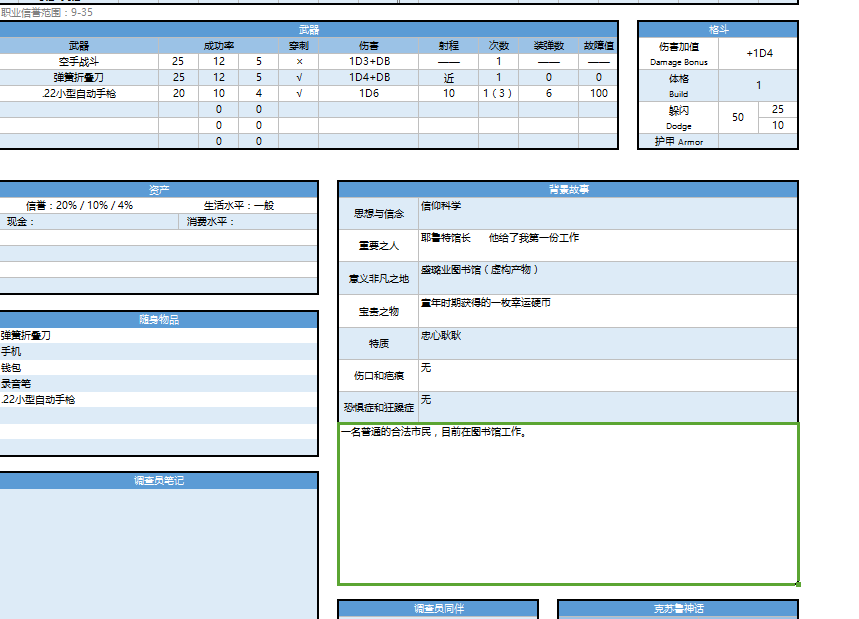 职业信誉范围：9-35
武器
武器 成功率 穿刺 伤害 射程 次数 装弹数 故障值
空手战斗 25 12 5 × 1D3+DB —— 1 —— ——
弹簧折叠刀 25 12 5 √ 1D4+DB 近 1 0 0
.22小型自动手枪 20 10 4 √ 1D6 10 1（3） 6 100
0 0
0 0
0 0
格斗
伤害加值
Damage Bonus
+1D4
体格
Build
1
躲闪
Dodge
50
25
10
护甲 Armor
资产
信誉：20% / 10% / 4% 生活水平：一般
现金： 消费水平：
随身物品
弹簧折叠刀
手机
钱包
录音笔
.22小型自动手枪
调查员笔记
背景故事
思想与信念 信仰科学
重要之人 耶鲁特馆长 他给了我第一份工作
意义非凡之地 盛璐业图书馆（虚构产物）
宝贵之物 童年时期获得的一枚幸运硬币
特质 忠心耿耿
伤口和疤痕 无
恐惧症和狂躁症 无
一名普通的合法市民，目前在图书馆工作。
调查员同伴
克苏鲁神话